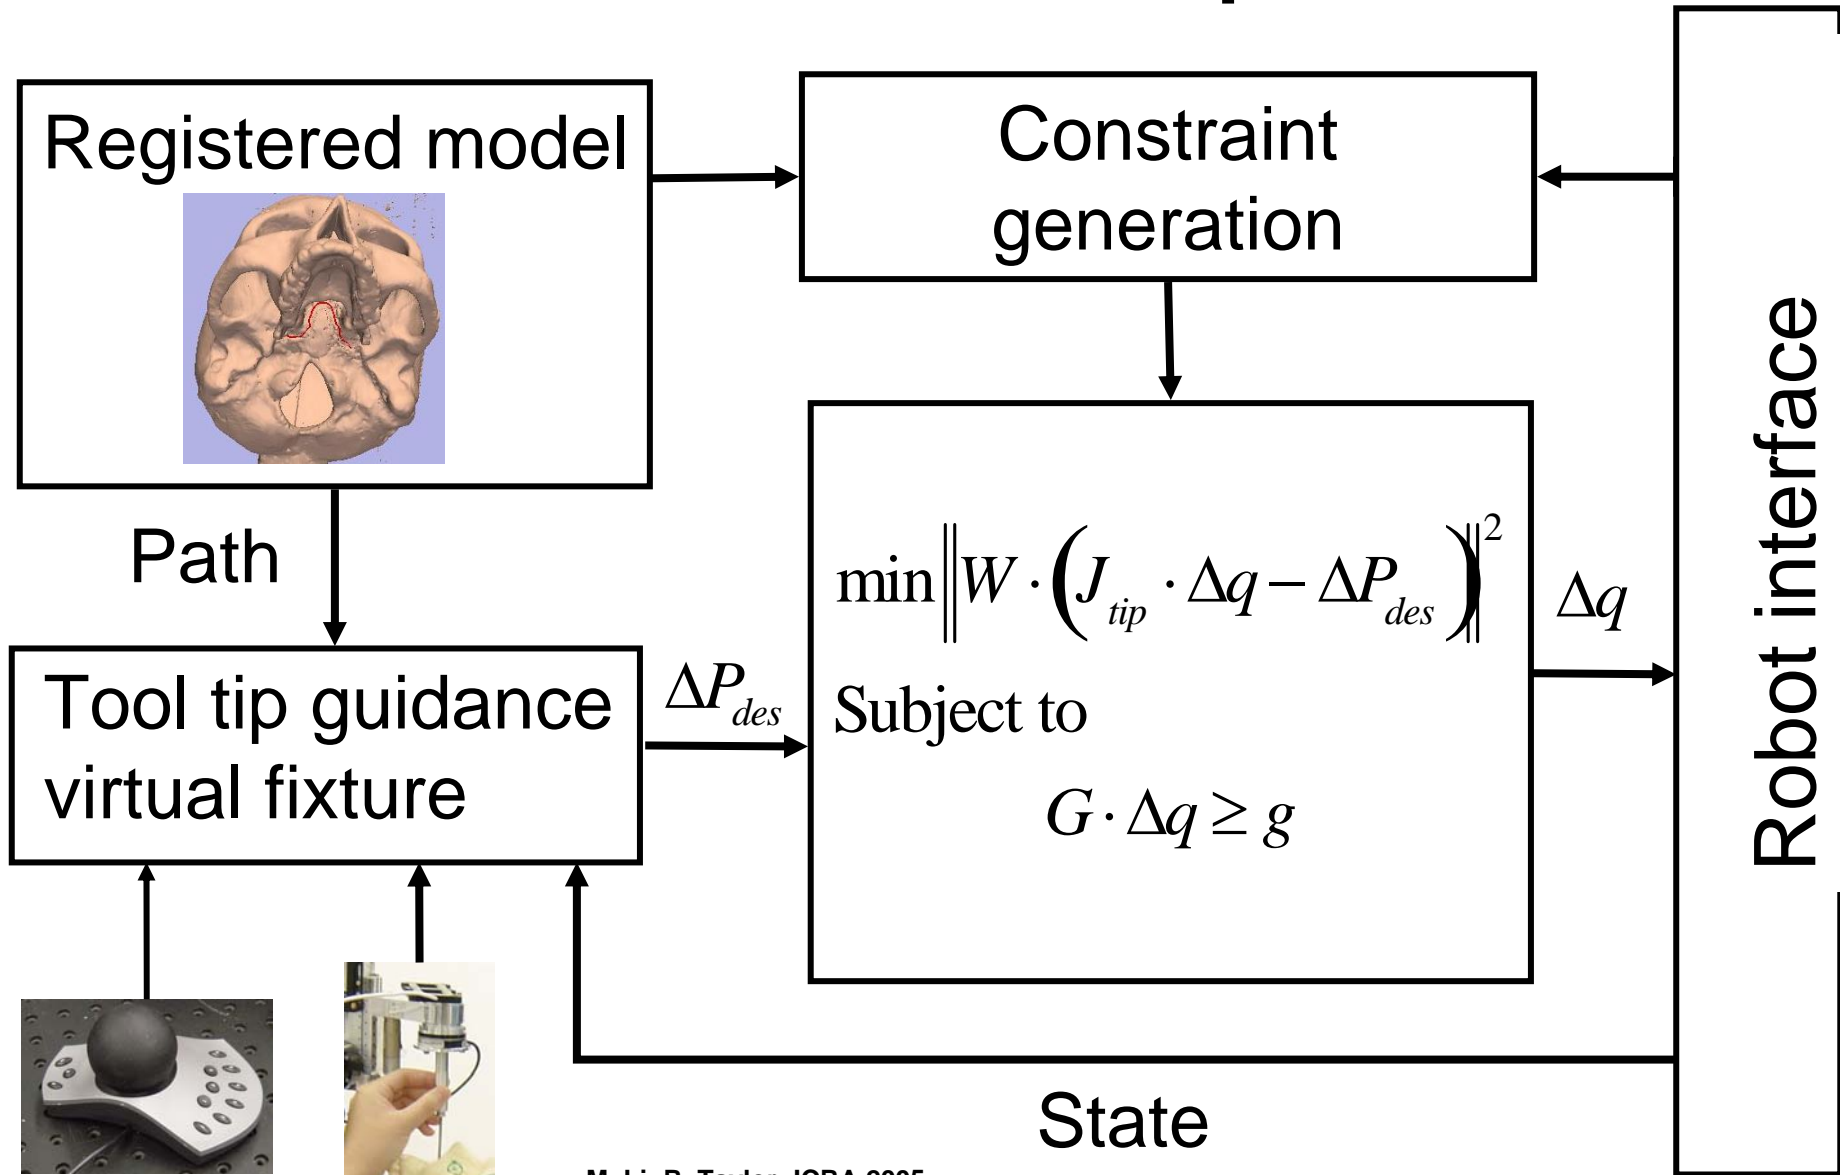 Registered model
Constraint
generation
Path
Tool tip guidance
virtual fixture
ΔP_des
min‖W · (J_tip · Δq − ΔP_des)‖²
Subject to
G · Δq ≥ g
Δq
Robot interface
State